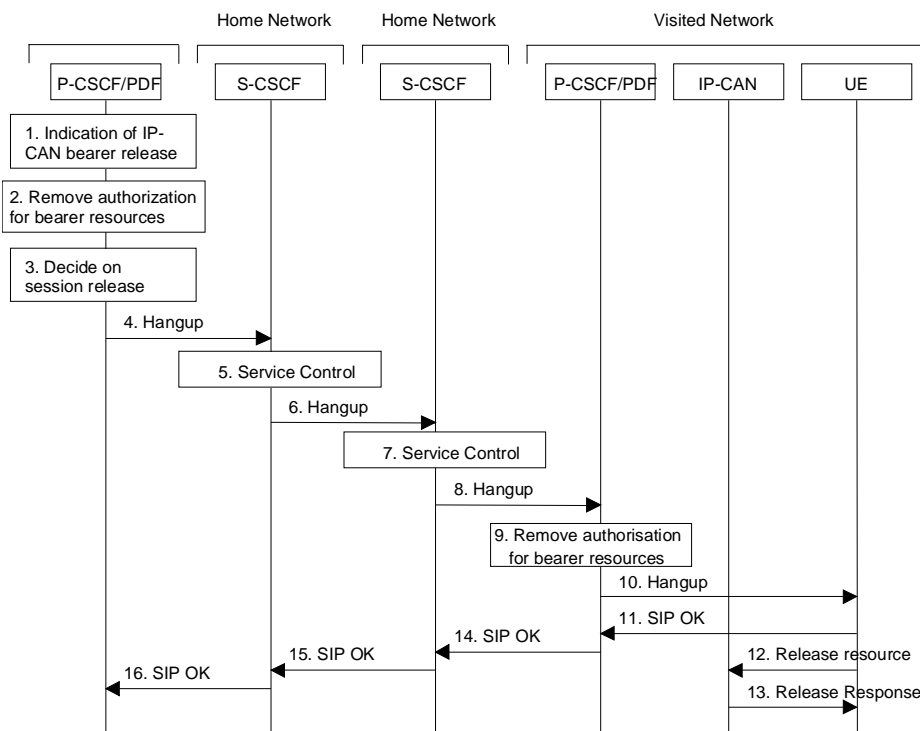 Home Network
Home Network
Visited Network
P-CSCF/PDF
S-CSCF
S-CSCF
P-CSCF/PDF
IP-CAN
UE
1. Indication of IP-
CAN bearer release
2. Remove authorization
for bearer resources
3. Decide on
session release
4. Hangup
5. Service Control
6. Hangup
7. Service Control
8. Hangup
9. Remove authorisation
for bearer resources
10. Hangup
11. SIP OK
14. SIP OK
15. SIP OK
12. Release resource
16. SIP OK
13. Release Response